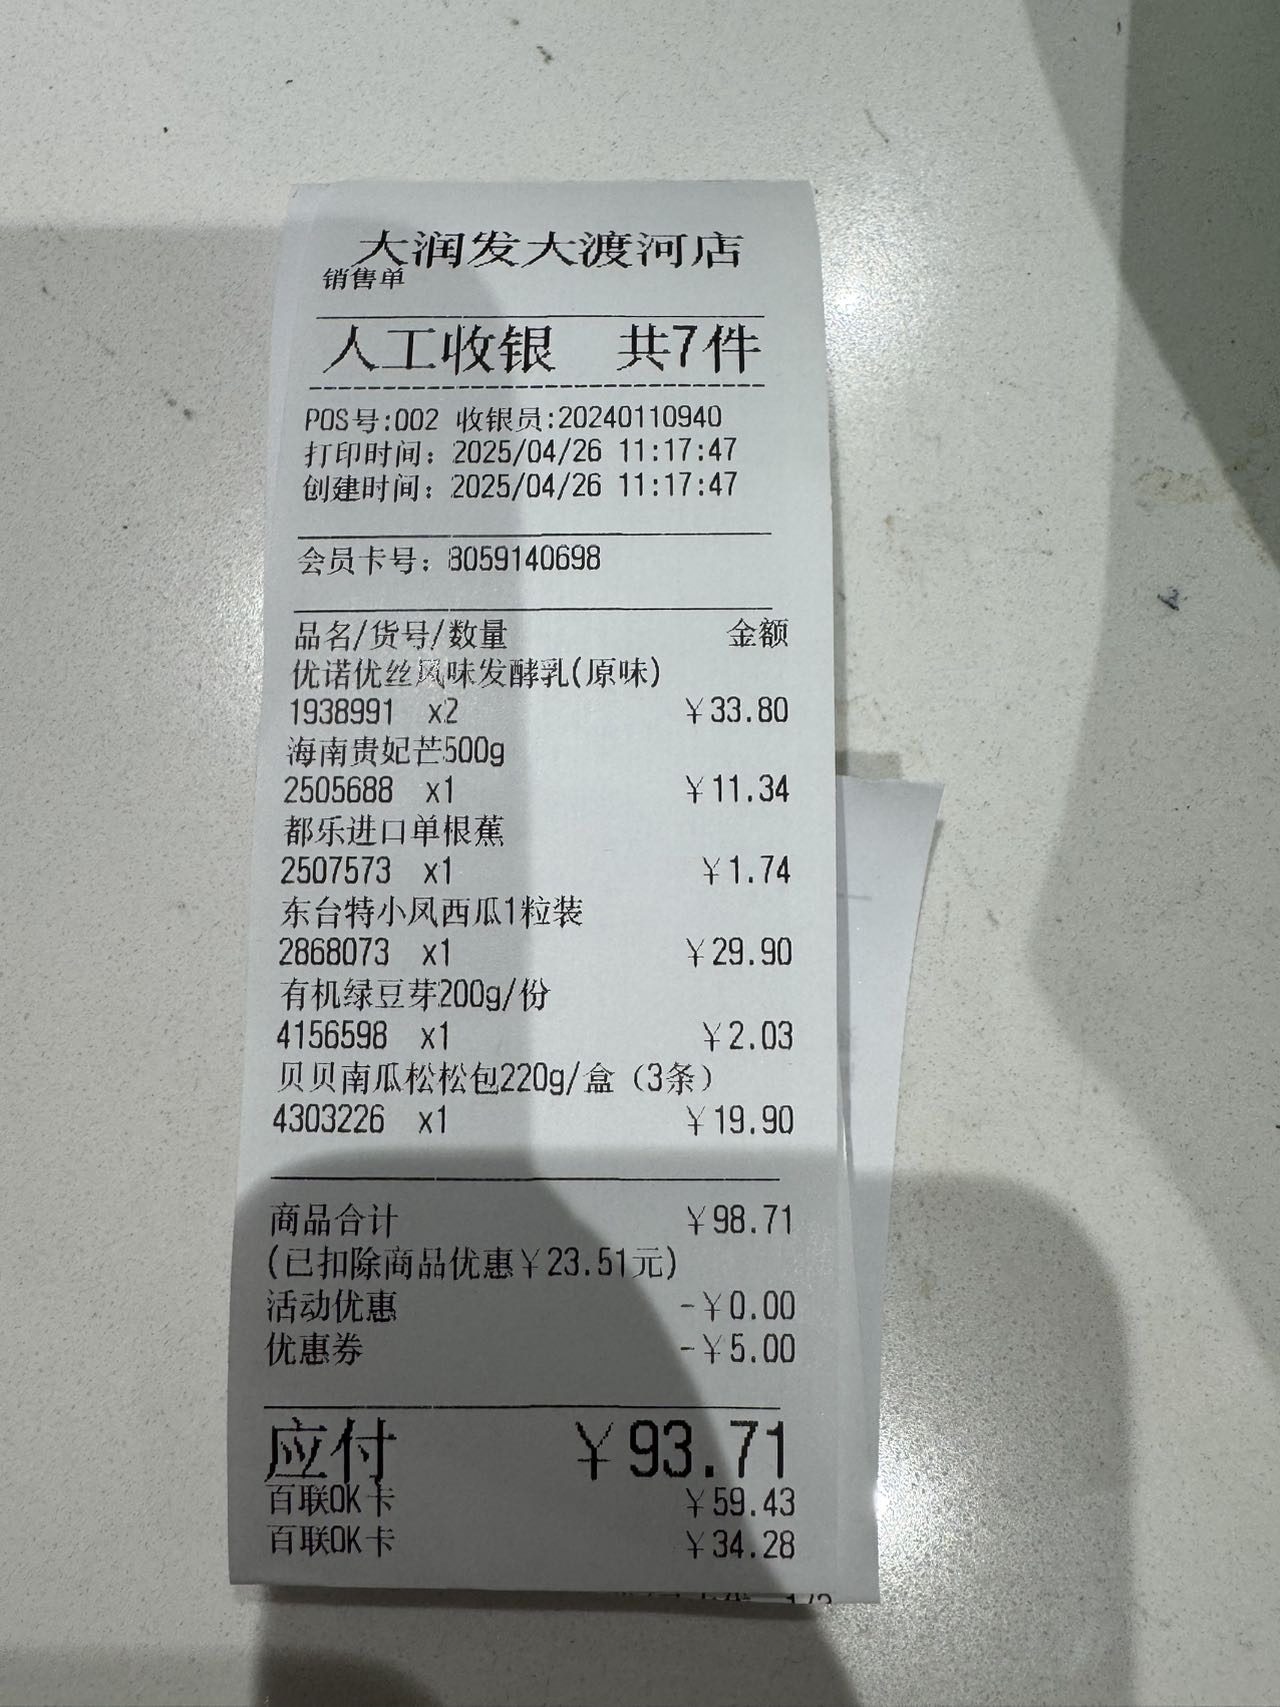 大润发大渡河店
销售单
人工收银 共7件
POS号:002 收银员:20240110940
打印时间：2025/04/26 11:17:47
创建时间：2025/04/26 11:17:47
会员卡号：8059140698
品名/货号/数量 金额
优诺优丝风味发酵乳(原味)
1938991 x2 ￥33.80
海南贵妃芒500g
2505688 x1 ￥11.34
都乐进口单根蕉
2507573 x1 ￥1.74
东台特小凤西瓜1粒装
2868073 x1 ￥29.90
有机绿豆芽200g/份
4156598 x1 ￥2.03
贝贝南瓜松松包220g/盒（3条）
4303226 x1 ￥19.90
商品合计 ￥98.71
(已扣除商品优惠￥23.51元)
活动优惠 -￥0.00
优惠券 -￥5.00
应付 ￥93.71
百联OK卡 ￥59.43
百联OK卡 ￥34.28